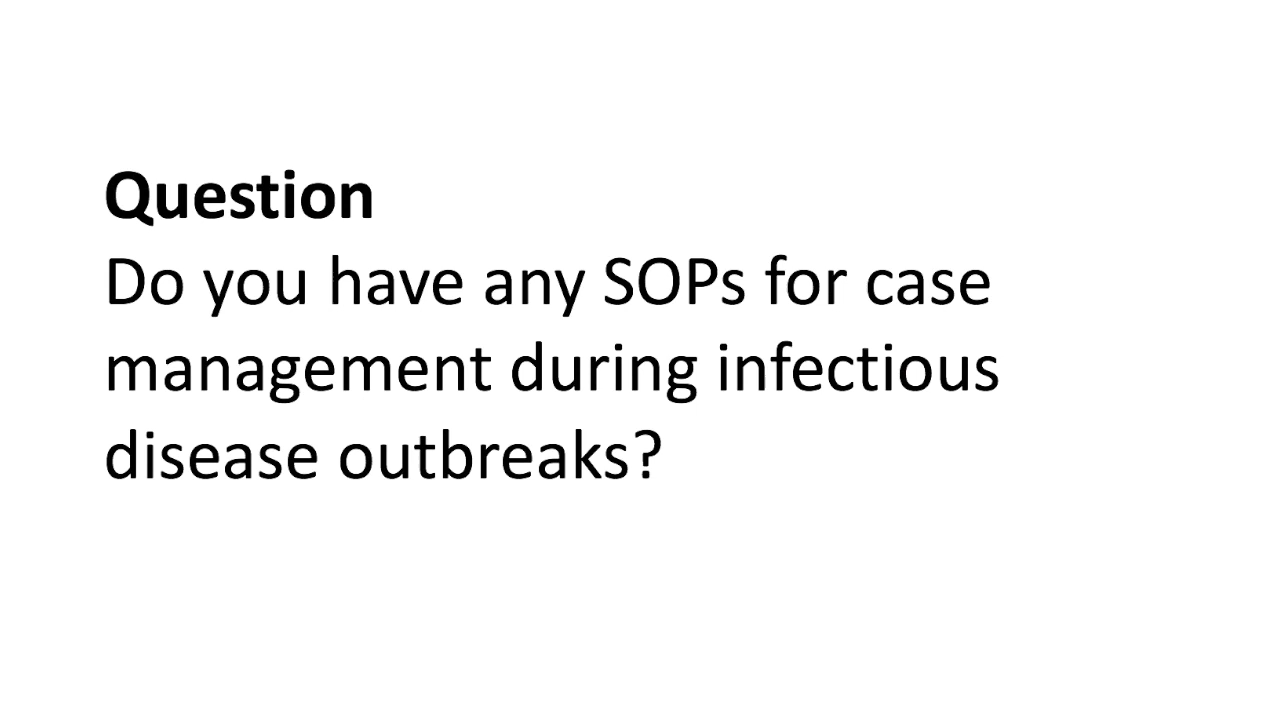 Question
Do you have any SOPs for case
management during infectious
disease outbreaks?